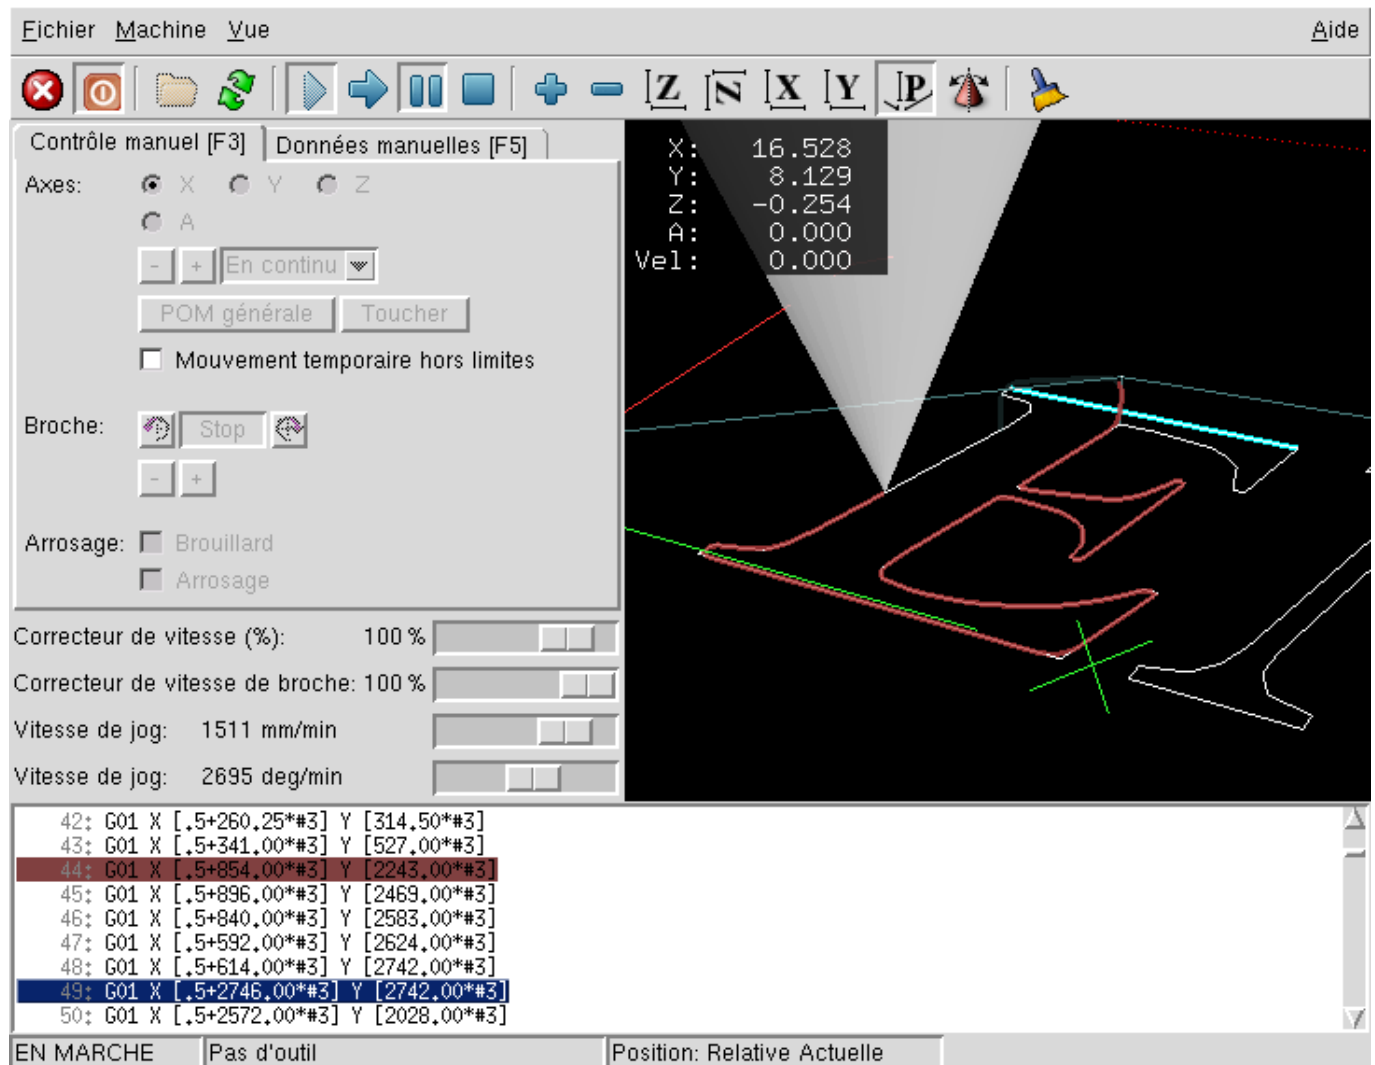 Fichier Machine Vue Aide
Z N X Y P
Contrôle manuel [F3] Données manuelles [F5]
Axes: X Y Z
A
- + En continu
POM générale Toucher
Mouvement temporaire hors limites
Broche: Stop
- +
Arrosage: Brouillard
Arrosage
Correcteur de vitesse (%): 100 %
Correcteur de vitesse de broche: 100 %
Vitesse de jog: 1511 mm/min
Vitesse de jog: 2695 deg/min
X: 16.528
Y: 8.129
Z: -0.254
A: 0.000
Vel: 0.000
42: G01 X [.5+260.25*#3] Y [314.50*#3]
43: G01 X [.5+341.00*#3] Y [527.00*#3]
44: G01 X [.5+854.00*#3] Y [2243.00*#3]
45: G01 X [.5+896.00*#3] Y [2469.00*#3]
46: G01 X [.5+840.00*#3] Y [2583.00*#3]
47: G01 X [.5+592.00*#3] Y [2624.00*#3]
48: G01 X [.5+614.00*#3] Y [2742.00*#3]
49: G01 X [.5+2746.00*#3] Y [2742.00*#3]
50: G01 X [.5+2572.00*#3] Y [2028.00*#3]
EN MARCHE Pas d'outil Position: Relative Actuelle